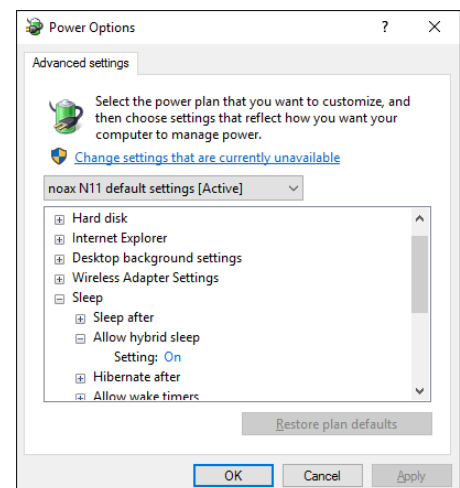 Power Options
?
Advanced settings
Select the power plan that you want to customize, and
then choose settings that reflect how you want your
computer to manage power.
Change settings that are currently unavailable
noax N11 default settings [Active]
Hard disk
Internet Explorer
Desktop background settings
Wireless Adapter Settings
Sleep
Sleep after
Allow hybrid sleep
Setting: On
Hibernate after
Allow wake timers
Restore plan defaults
OK Cancel Apply